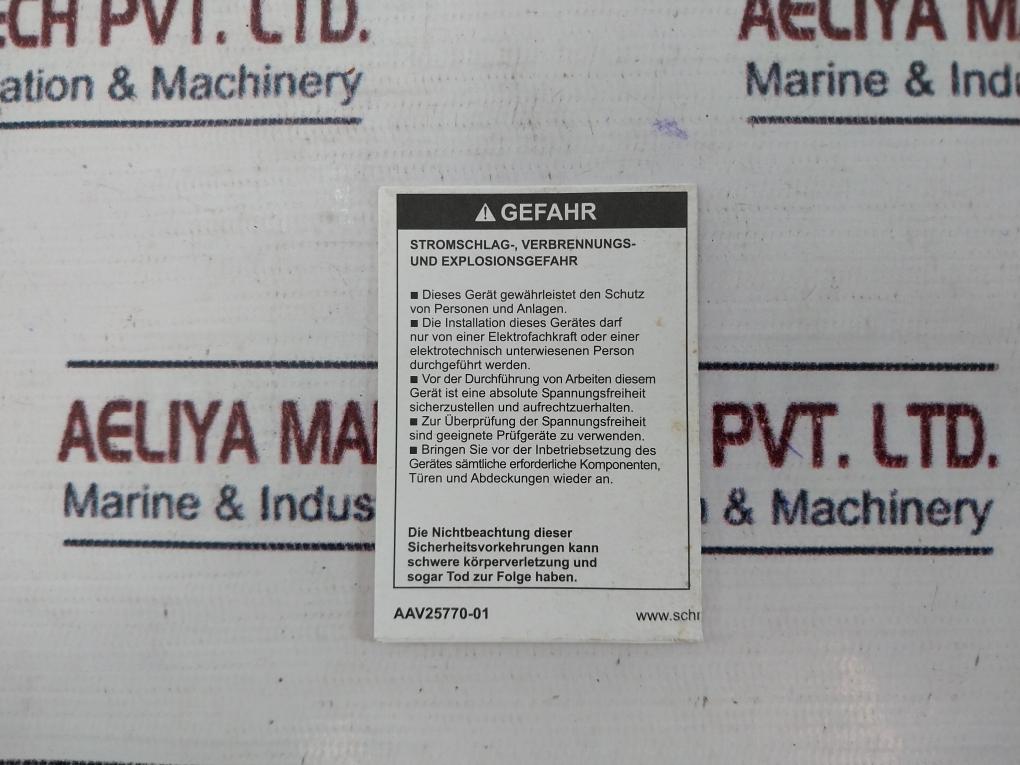 ECH PVT. LTD.
AELIYA M
ation & Machinery
Marine & Indu
⚠ GEFAHR
STROMSCHLAG-, VERBRENNUNGS-
UND EXPLOSIONSGEFAHR
■ Dieses Gerät gewährleistet den Schutz
von Personen und Anlagen.
■ Die Installation dieses Gerätes darf
nur von einer Elektrofachkraft oder einer
elektrotechnisch unterwiesenen Person
durchgeführt werden.
■ Vor der Durchführung von Arbeiten diesem
Gerät ist eine absolute Spannungsfreiheit
sicherzustellen und aufrechtzuerhalten.
■ Zur Überprüfung der Spannungsfreiheit
sind geeignete Prüfgeräte zu verwenden.
■ Bringen Sie vor der Inbetriebsetzung des
Gerätes sämtliche erforderliche Komponenten,
Türen und Abdeckungen wieder an.
Die Nichtbeachtung dieser
Sicherheitsvorkehrungen kann
schwere körperverletzung und
sogar Tod zur Folge haben.
AAV25770-01
www.sch
AELIYA MA
PVT. LTD.
Marine & Indus
& Machinery